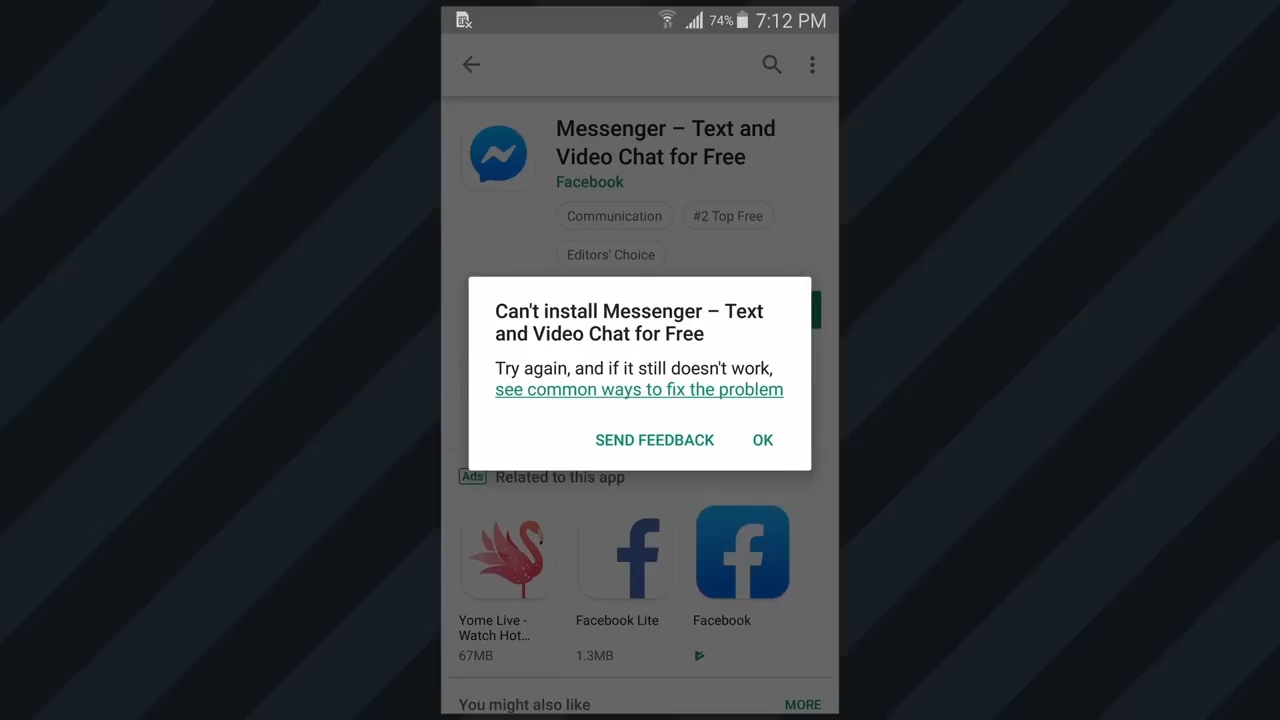 74% 7:12 PM
Messenger – Text and
Video Chat for Free
Facebook
Communication
#2 Top Free
Editors' Choice
Can't install Messenger – Text
and Video Chat for Free
Try again, and if it still doesn't work,
see common ways to fix the problem
SEND FEEDBACK
OK
Ads Related to this app
Yome Live -
Watch Hot...
67MB
Facebook Lite
1.3MB
Facebook
You might also like
MORE